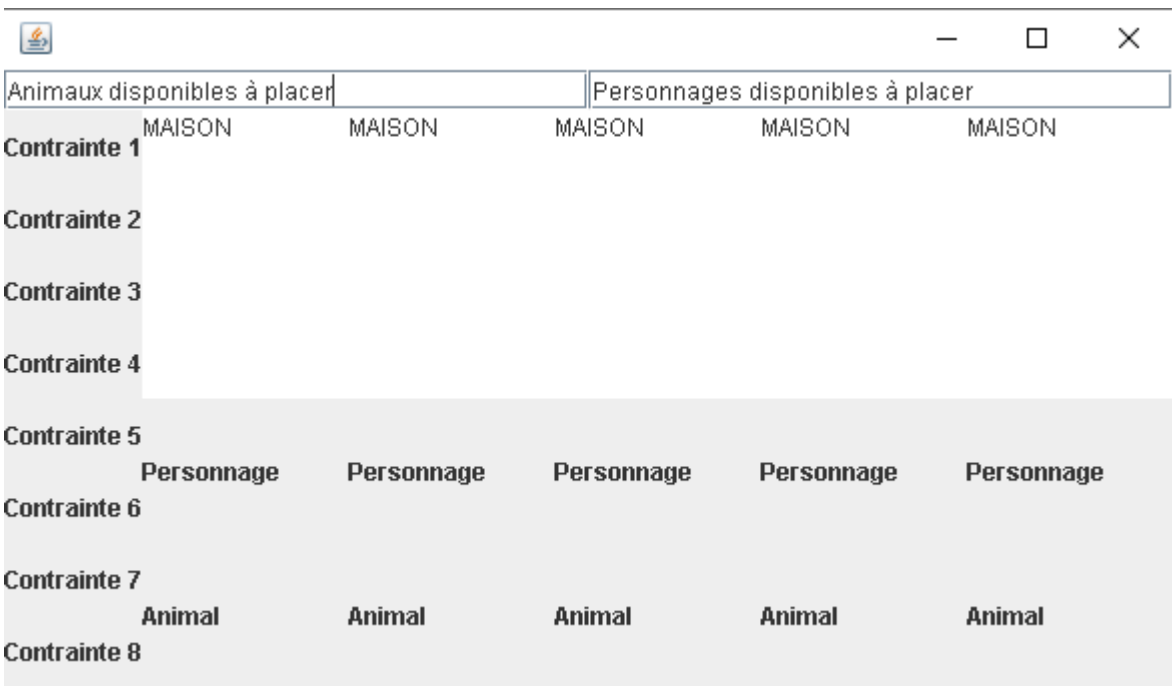 Animaux disponibles à placer Personnages disponibles à placer
MAISON MAISON MAISON MAISON MAISON
Contrainte 1
Contrainte 2
Contrainte 3
Contrainte 4
Contrainte 5
Personnage Personnage Personnage Personnage Personnage
Contrainte 6
Contrainte 7
Animal Animal Animal Animal Animal
Contrainte 8